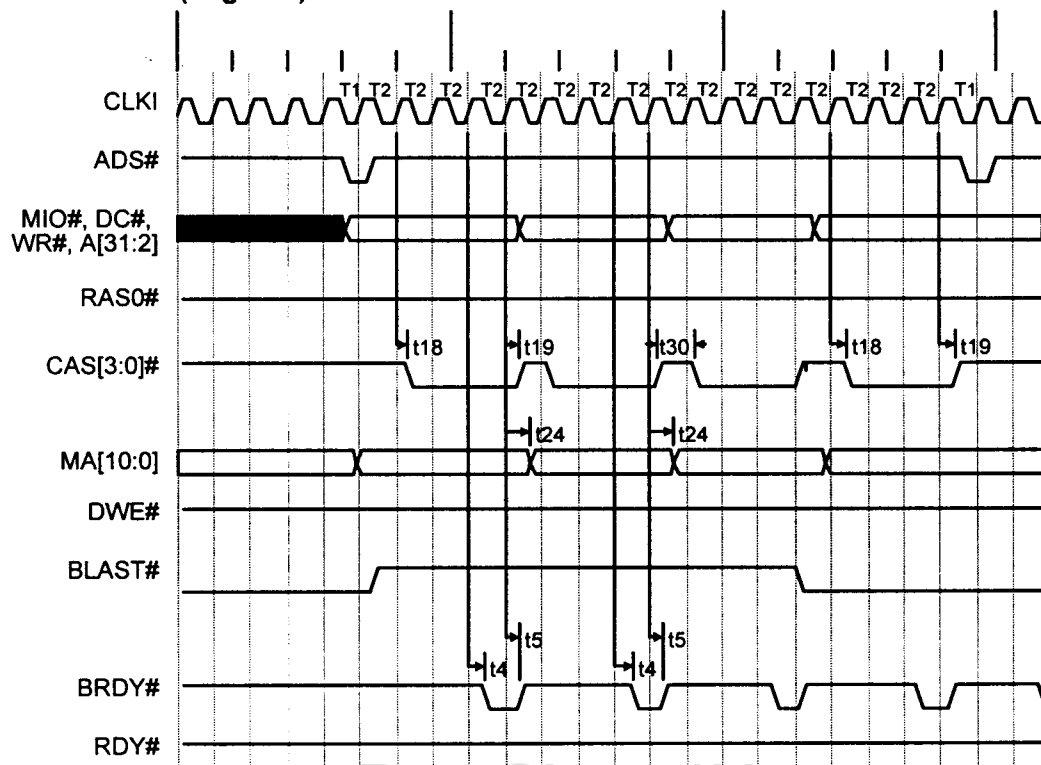 T1 T2 T2 T2 T2 T2 T2 T2 T2 T2 T2 T2 T2 T2 T2 T2 T1
CLKI
ADS#
MIO#, DC#,
WR#, A[31:2]
RAS0#
t18 t19 t30 t18 t19
CAS[3:0]#
t24 t24
MA[10:0]
DWE#
BLAST#
t5 t5
t4 t4
BRDY#
RDY#